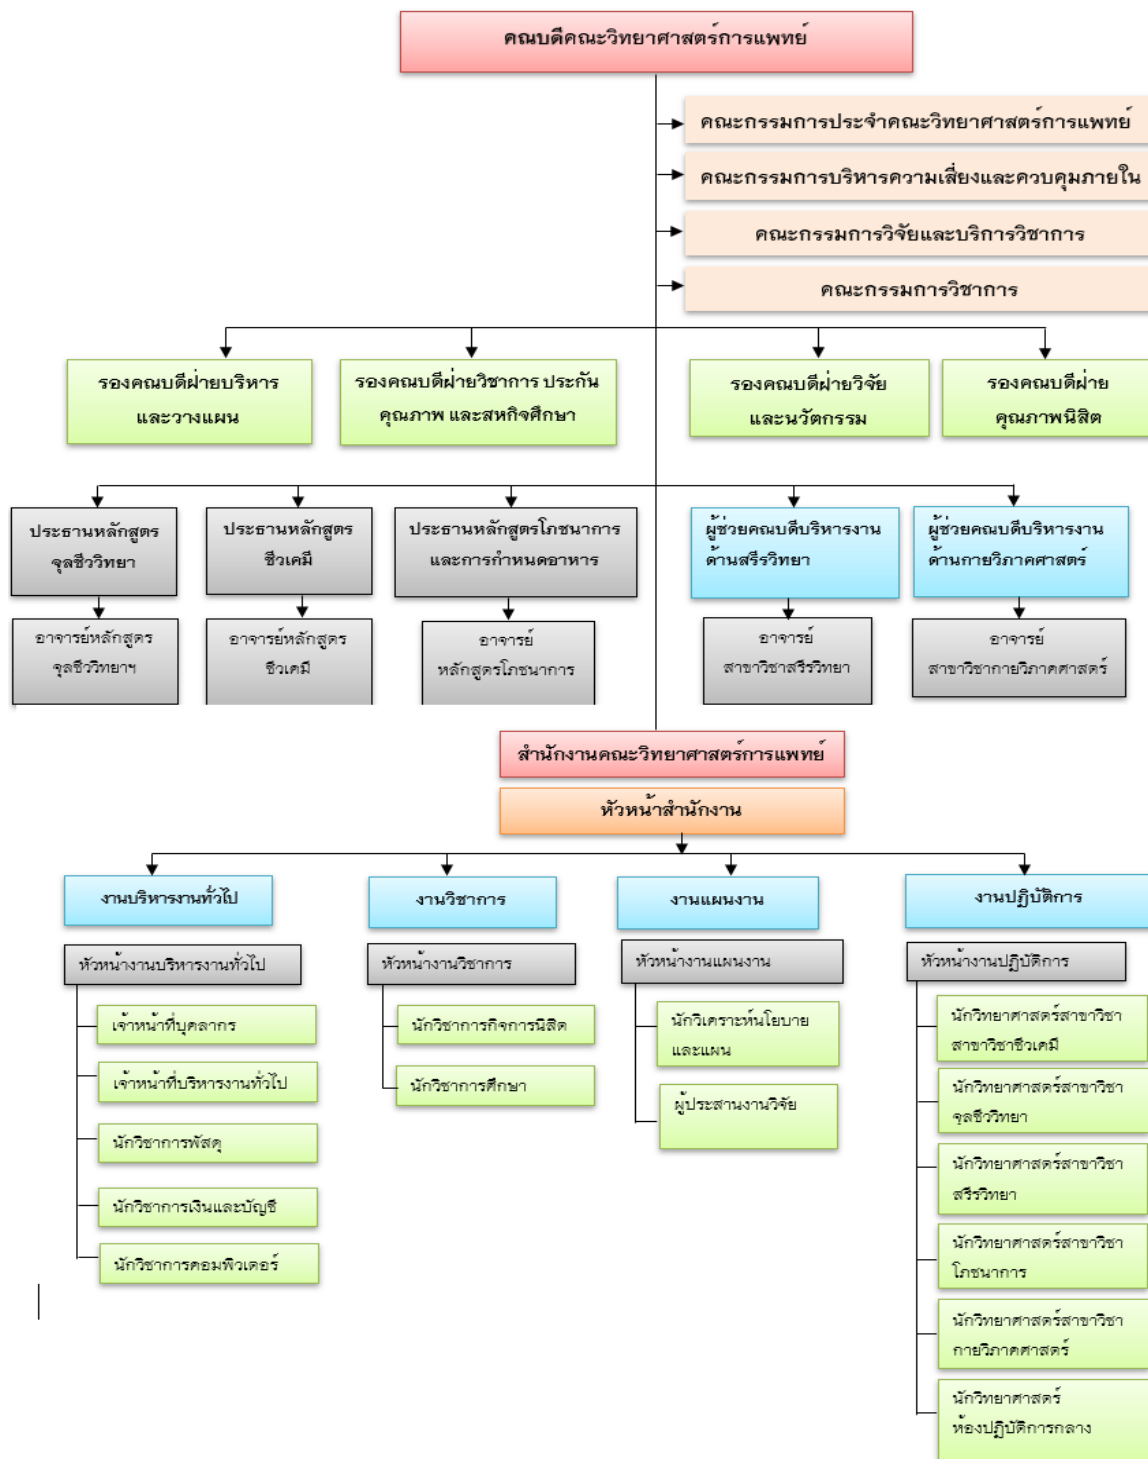 คณบดีคณะวิทยาศาสตร์การแพทย์
คณะกรรมการประจำคณะวิทยาศาสตร์การแพทย์
คณะกรรมการบริหารความเสี่ยงและควบคุมภายใน
คณะกรรมการวิจัยและบริการวิชาการ
คณะกรรมการวิชาการ
รองคณบดีฝ่ายบริหาร
และวางแผน
รองคณบดีฝ่ายวิชาการ ประกัน
คุณภาพ และสหกิจศึกษา
รองคณบดีฝ่ายวิจัย
และนวัตกรรม
รองคณบดีฝ่าย
คุณภาพนิสิต
ประธานหลักสูตร
จุลชีววิทยา
ประธานหลักสูตร
ชีวเคมี
ประธานหลักสูตรโภชนาการ
และการกำหนดอาหาร
ผู้ช่วยคณบดีบริหารงาน
ด้านสรีรวิทยา
ผู้ช่วยคณบดีบริหารงาน
ด้านกายวิภาคศาสตร์
อาจารย์หลักสูตร
จุลชีววิทยาฯ
อาจารย์หลักสูตร
ชีวเคมี
อาจารย์
หลักสูตรโภชนาการ
อาจารย์
สาขาวิชาสรีรวิทยา
อาจารย์
สาขาวิชากายวิภาคศาสตร์
สำนักงานคณะวิทยาศาสตร์การแพทย์
หัวหน้าสำนักงาน
งานบริหารงานทั่วไป
งานวิชาการ
งานแผนงาน
งานปฏิบัติการ
หัวหน้างานบริหารงานทั่วไป
หัวหน้างานวิชาการ
หัวหน้างานแผนงาน
หัวหน้างานปฏิบัติการ
เจ้าหน้าที่บุคลากร
เจ้าหน้าที่บริหารงานทั่วไป
นักวิชาการพัสดุ
นักวิชาการเงินและบัญชี
นักวิชาการคอมพิวเตอร์
นักวิชาการกิจการนิสิต
นักวิชาการศึกษา
นักวิเคราะห์นโยบาย
และแผน
ผู้ประสานงานวิจัย
นักวิทยาศาสตร์สาขาวิชา
สาขาวิชาชีวเคมี
นักวิทยาศาสตร์สาขาวิชา
จุลชีววิทยา
นักวิทยาศาสตร์สาขาวิชา
สรีรวิทยา
นักวิทยาศาสตร์สาขาวิชา
โภชนาการ
นักวิทยาศาสตร์สาขาวิชา
กายวิภาคศาสตร์
นักวิทยาศาสตร์
ห้องปฏิบัติการกลาง